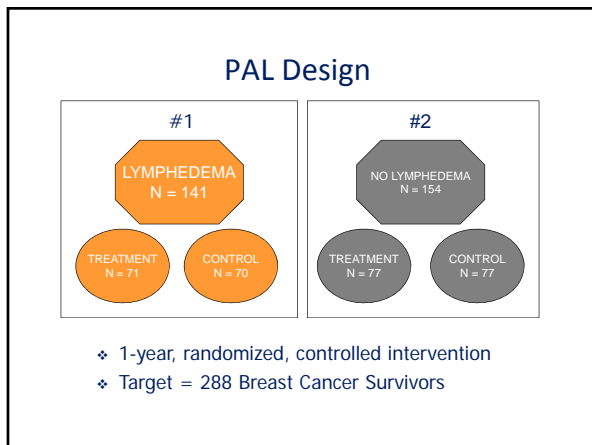 PAL Design
#1
LYMPHEDEMA
N = 141
TREATMENT
N = 71
CONTROL
N = 70
#2
NO LYMPHEDEMA
N = 154
TREATMENT
N = 77
CONTROL
N = 77
❖ 1-year, randomized, controlled intervention
❖ Target = 288 Breast Cancer Survivors